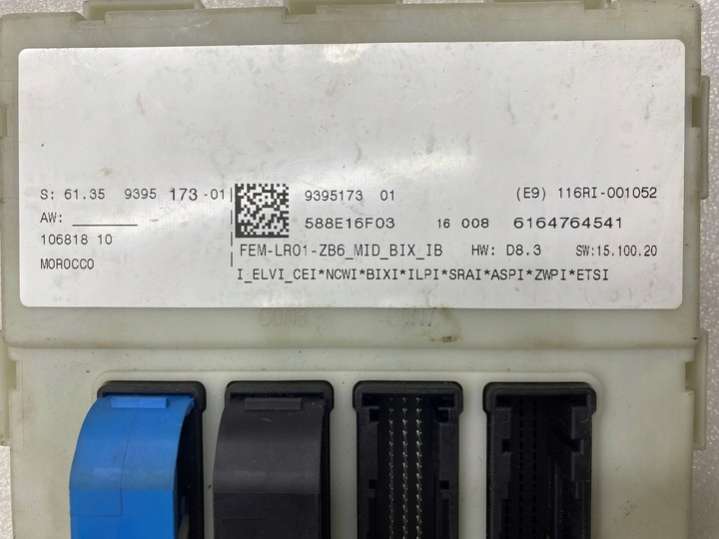 S: 61.35 9395 173-01
AW: ________
106818 10
MOROCCO
9395173 01 (E9) 116RI-001052
588E16F03 16 008 6164764541
FEM-LR01-ZB6_MID_BIX_IB HW: D8.3 SW:15.100.20
I_ELVI_CEI*NCWI*BIXI*ILPI*SRAI*ASPI*ZWPI*ETSI